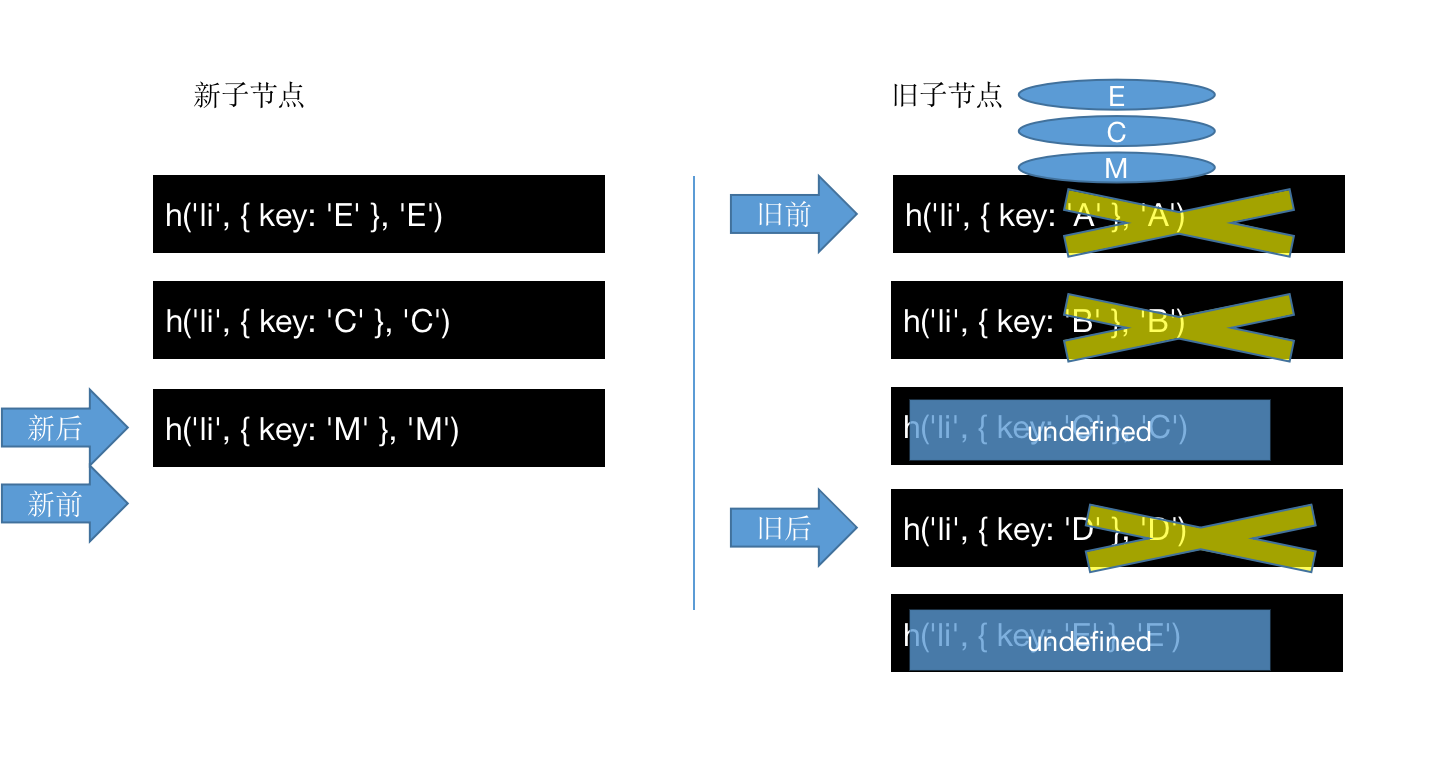 新子节点
h('li', { key: 'E' }, 'E')
h('li', { key: 'C' }, 'C')
新后
h('li', { key: 'M' }, 'M')
新前
旧子节点
E
C
M
旧前
h('li', { key: 'A' }, 'A')
h('li', { key: 'B' }, 'B')
h('li', { key: 'C' }, 'C')
undefined
旧后
h('li', { key: 'D' }, 'D')
h('li', { key: 'E' }, 'E')
undefined